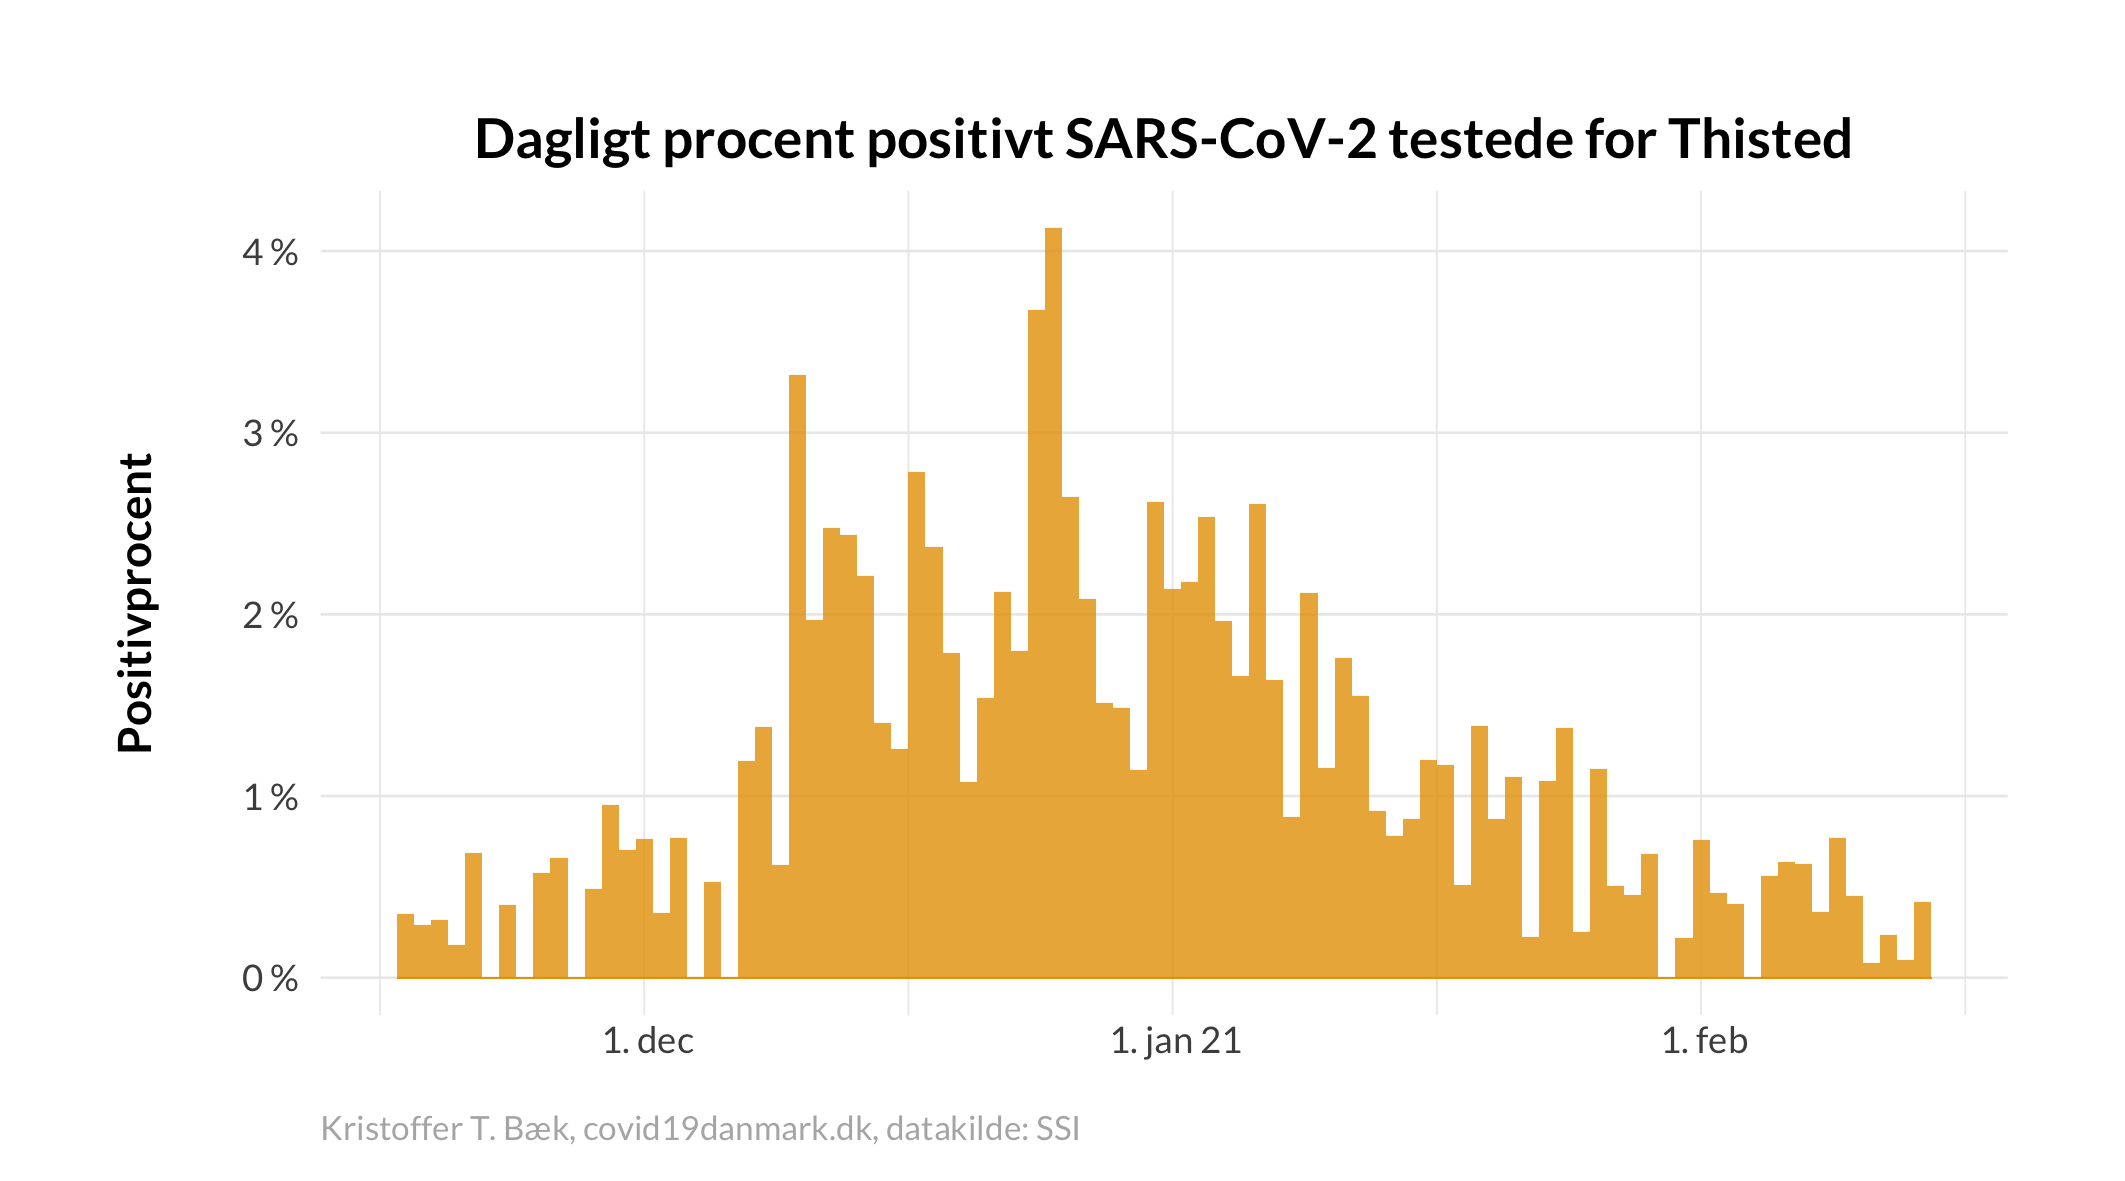 Dagligt procent positivt SARS-CoV-2 testede for Thisted
Positivprocent
4 %
3 %
2 %
1 %
0 %
1. dec
1. jan 21
1. feb
Kristoffer T. Bæk, covid19danmark.dk, datakilde: SSI